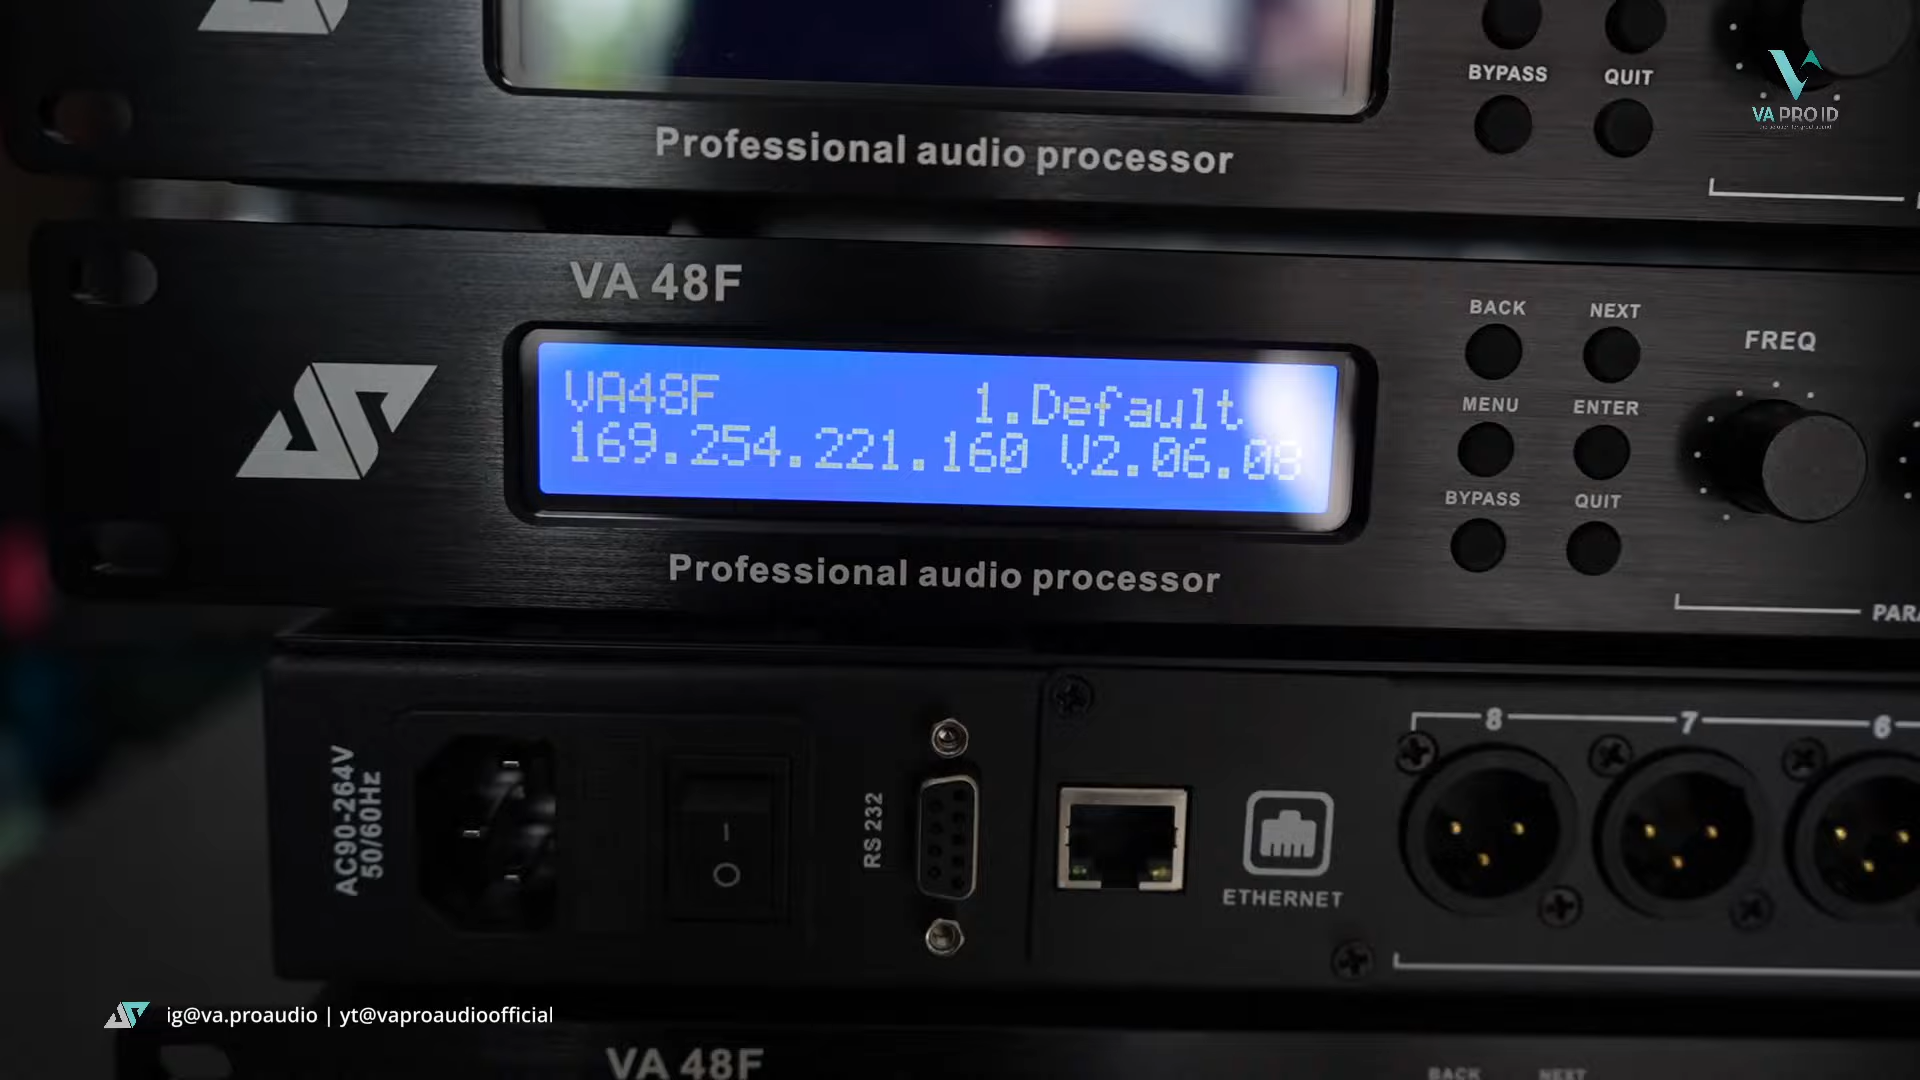 BYPASS QUIT
VA PRO ID
Professional audio processor
VA 48F
BACK NEXT
FREQ
VA48F 1.Default
169.254.221.160 V2.06.08
MENU ENTER
BYPASS QUIT
Professional audio processor
8 7 6
AC90-264V
50/60Hz
RS 232
ETHERNET
ig@va.proaudio | yt@vaproaudioofficial
VA 48F
BACK NEXT